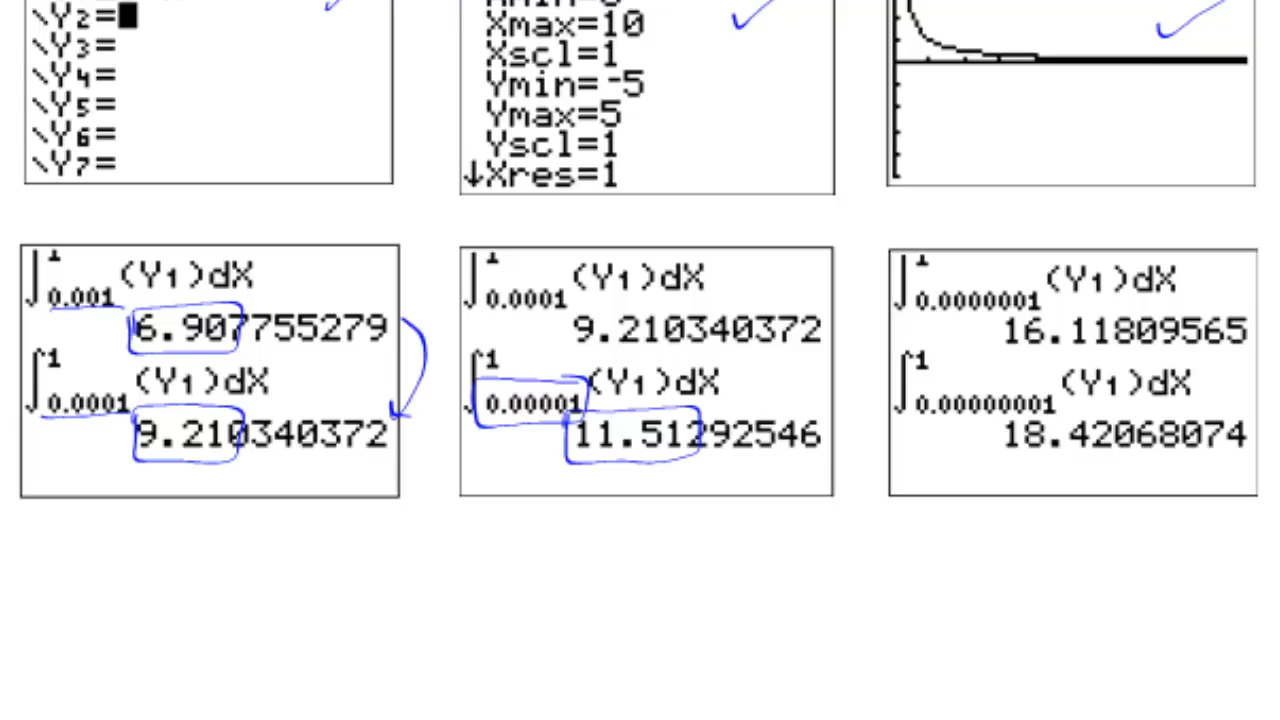 \Y2=
\Y3=
\Y4=
\Y5=
\Y6=
\Y7=
Xmax=10
Xscl=1
Ymin=-5
Ymax=5
Yscl=1
↓Xres=1
∫ 1 0.001 (Y1)dX
6.907755279
∫ 1 0.0001 (Y1)dX
9.210340372
∫ 1 0.0001 (Y1)dX
9.210340372
∫ 1 0.00001 (Y1)dX
11.51292546
∫ 1 0.0000001 (Y1)dX
16.11809565
∫ 1 0.00000001 (Y1)dX
18.42068074